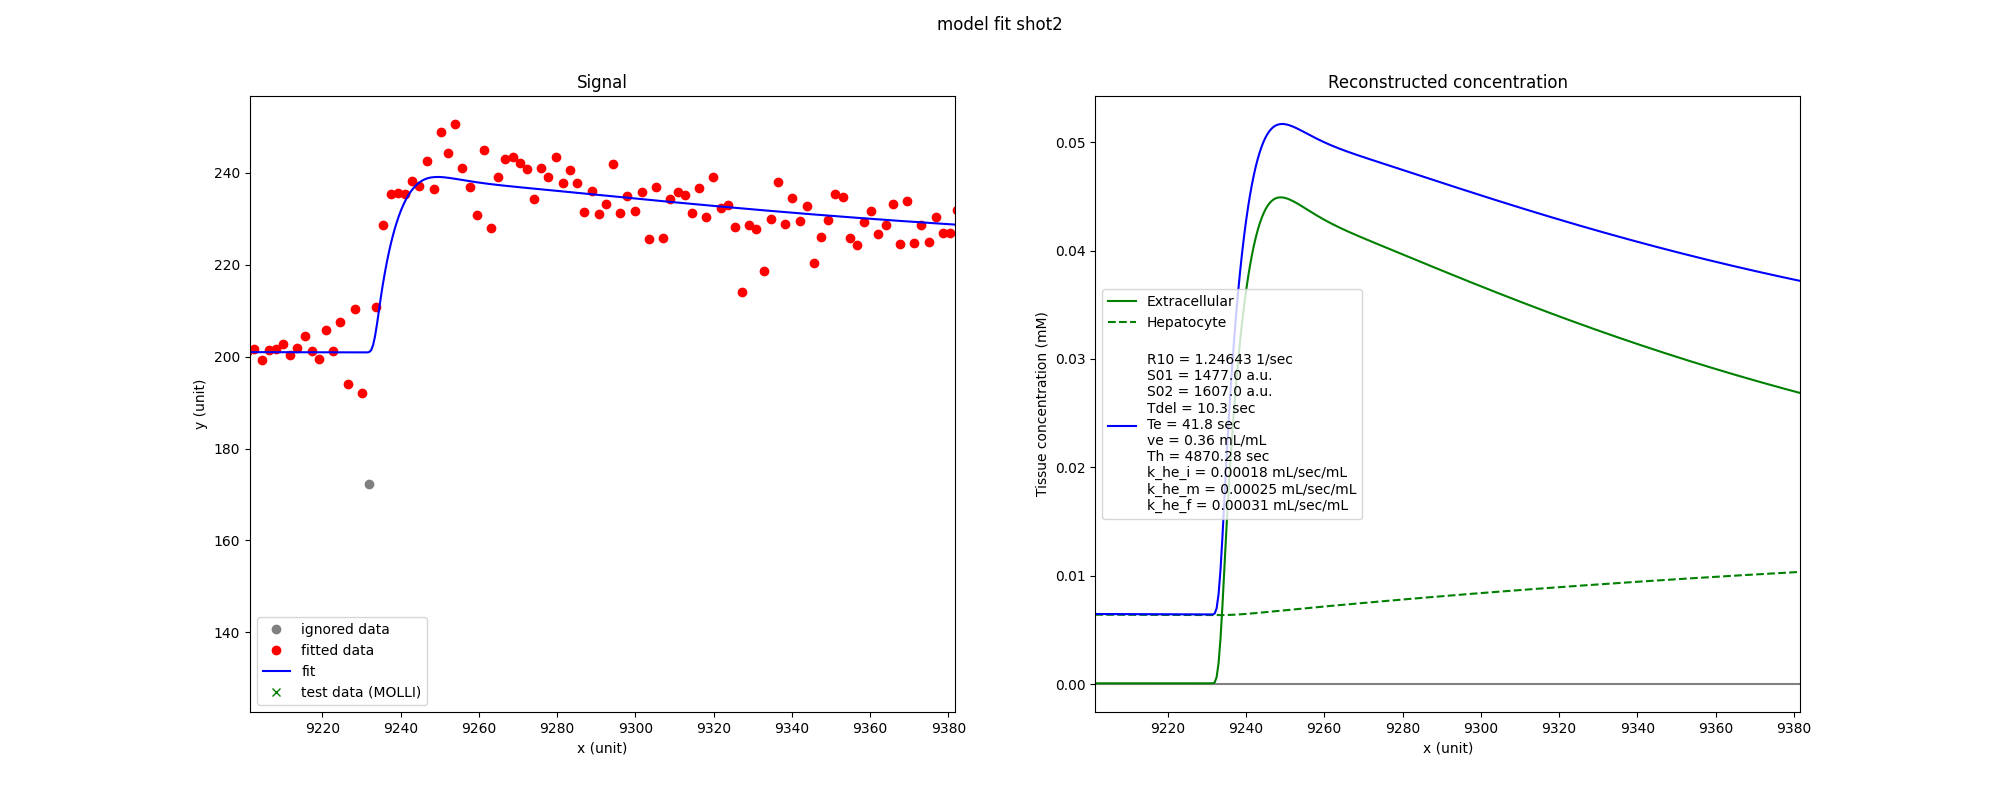 model fit shot2
Signal
y (unit)
240
220
200
180
160
140
ignored data
fitted data
fit
test data (MOLLI)
9220 9240 9260 9280 9300 9320 9340 9360 9380
x (unit)
Reconstructed concentration
Tissue concentration (mM)
0.05
0.04
0.03
0.02
0.01
0.00
Extracellular
Hepatocyte
R10 = 1.24643 1/sec
S01 = 1477.0 a.u.
S02 = 1607.0 a.u.
Tdel = 10.3 sec
Te = 41.8 sec
ve = 0.36 mL/mL
Th = 4870.28 sec
k_he_i = 0.00018 mL/sec/mL
k_he_m = 0.00025 mL/sec/mL
k_he_f = 0.00031 mL/sec/mL
9220 9240 9260 9280 9300 9320 9340 9360 9380
x (unit)